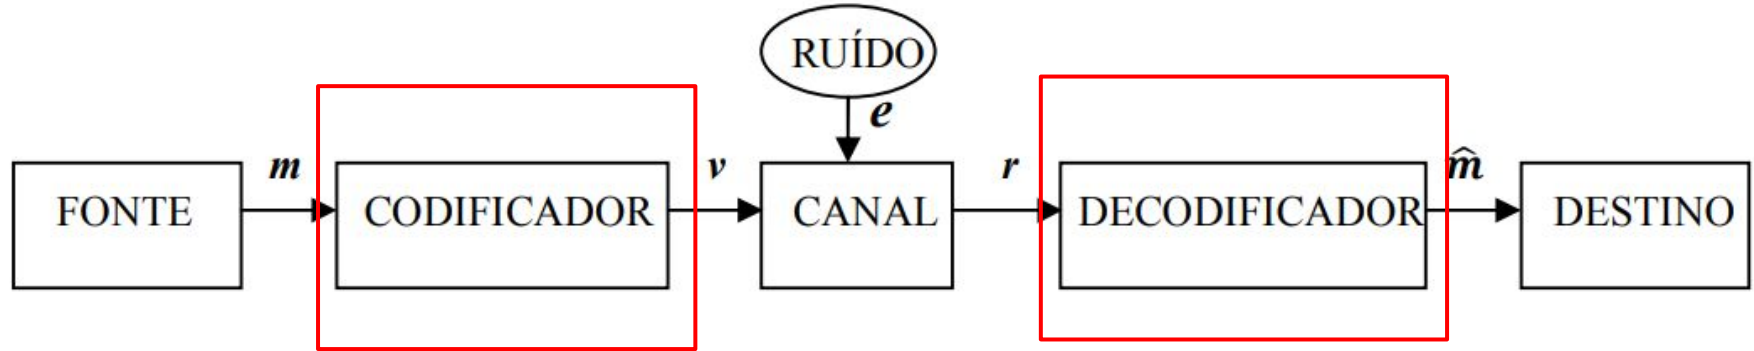 RUÍDO
e
m
v
r
m̂
FONTE
CODIFICADOR
CANAL
DECODIFICADOR
DESTINO